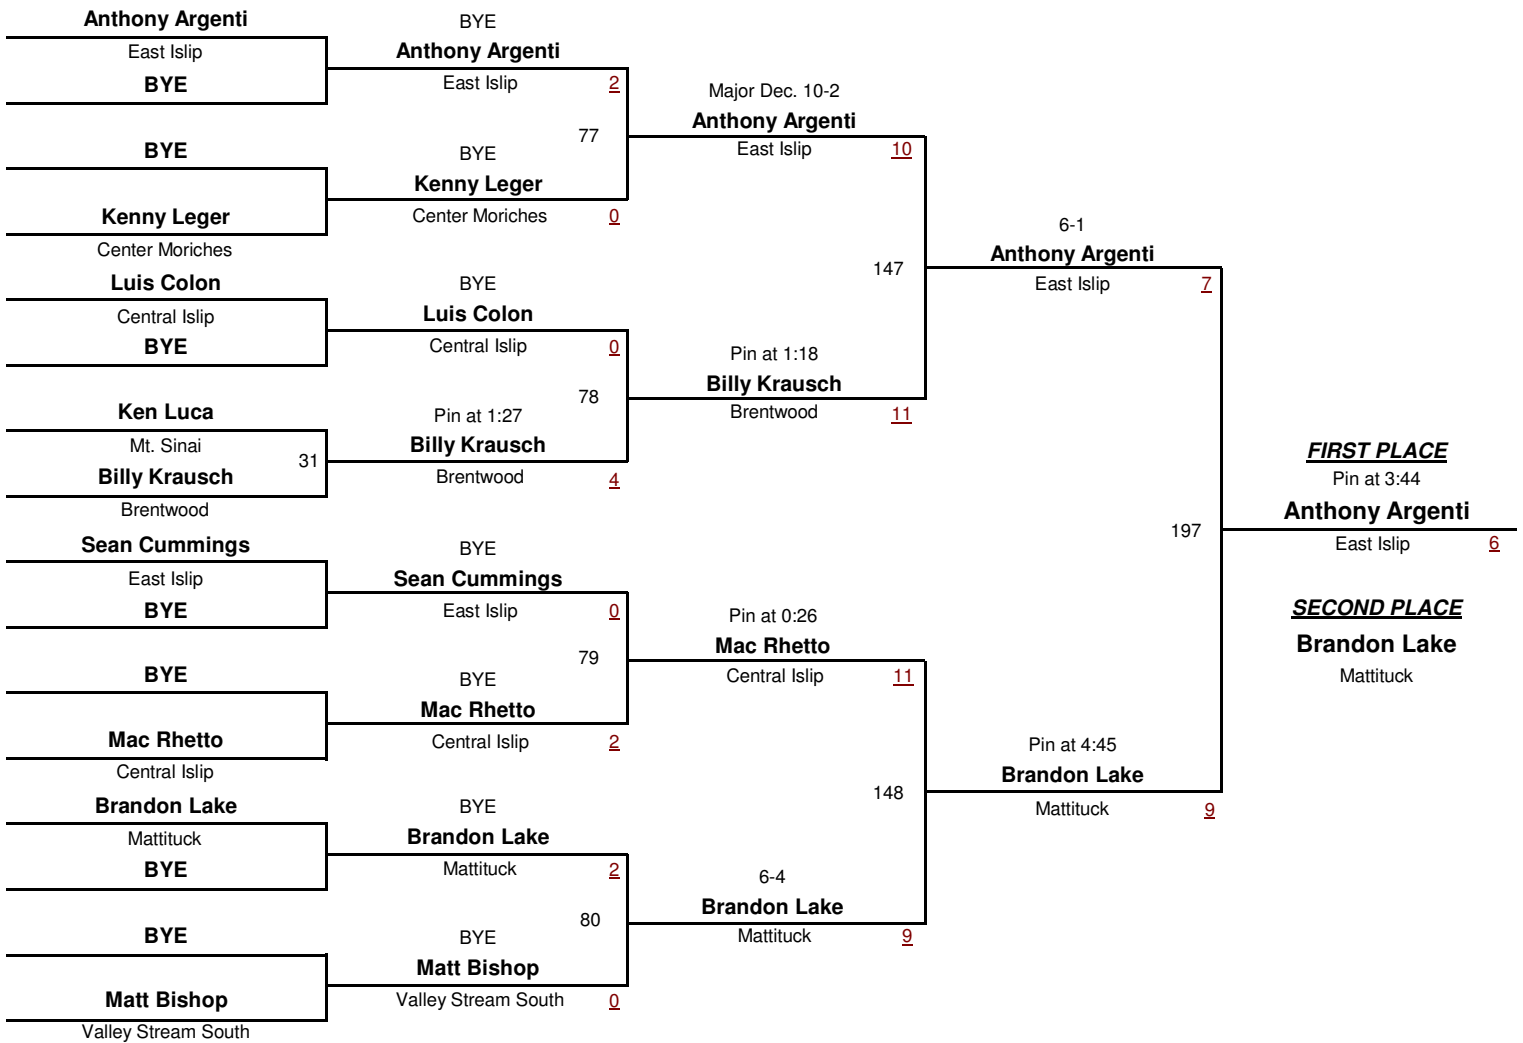 Anthony Argenti
East Islip
BYE
BYE
Kenny Leger
Center Moriches
Luis Colon
Central Islip
BYE
Ken Luca
Mt. Sinai
31
Billy Krausch
Brentwood
Sean Cummings
East Islip
BYE
BYE
Mac Rhetto
Central Islip
Brandon Lake
Mattituck
BYE
BYE
Matt Bishop
Valley Stream South
BYE
Anthony Argenti
East Islip
2
77
BYE
Kenny Leger
Center Moriches
0
BYE
Luis Colon
Central Islip
0
78
Pin at 1:27
Billy Krausch
Brentwood
4
BYE
Sean Cummings
East Islip
0
79
BYE
Mac Rhetto
Central Islip
2
BYE
Brandon Lake
Mattituck
2
80
BYE
Matt Bishop
Valley Stream South
0
Major Dec. 10-2
Anthony Argenti
East Islip
10
147
Pin at 1:18
Billy Krausch
Brentwood
11
Pin at 0:26
Mac Rhetto
Central Islip
11
148
6-4
Brandon Lake
Mattituck
9
6-1
Anthony Argenti
East Islip
7
197
Pin at 4:45
Brandon Lake
Mattituck
9
FIRST PLACE
Pin at 3:44
Anthony Argenti
East Islip
6
SECOND PLACE
Brandon Lake
Mattituck